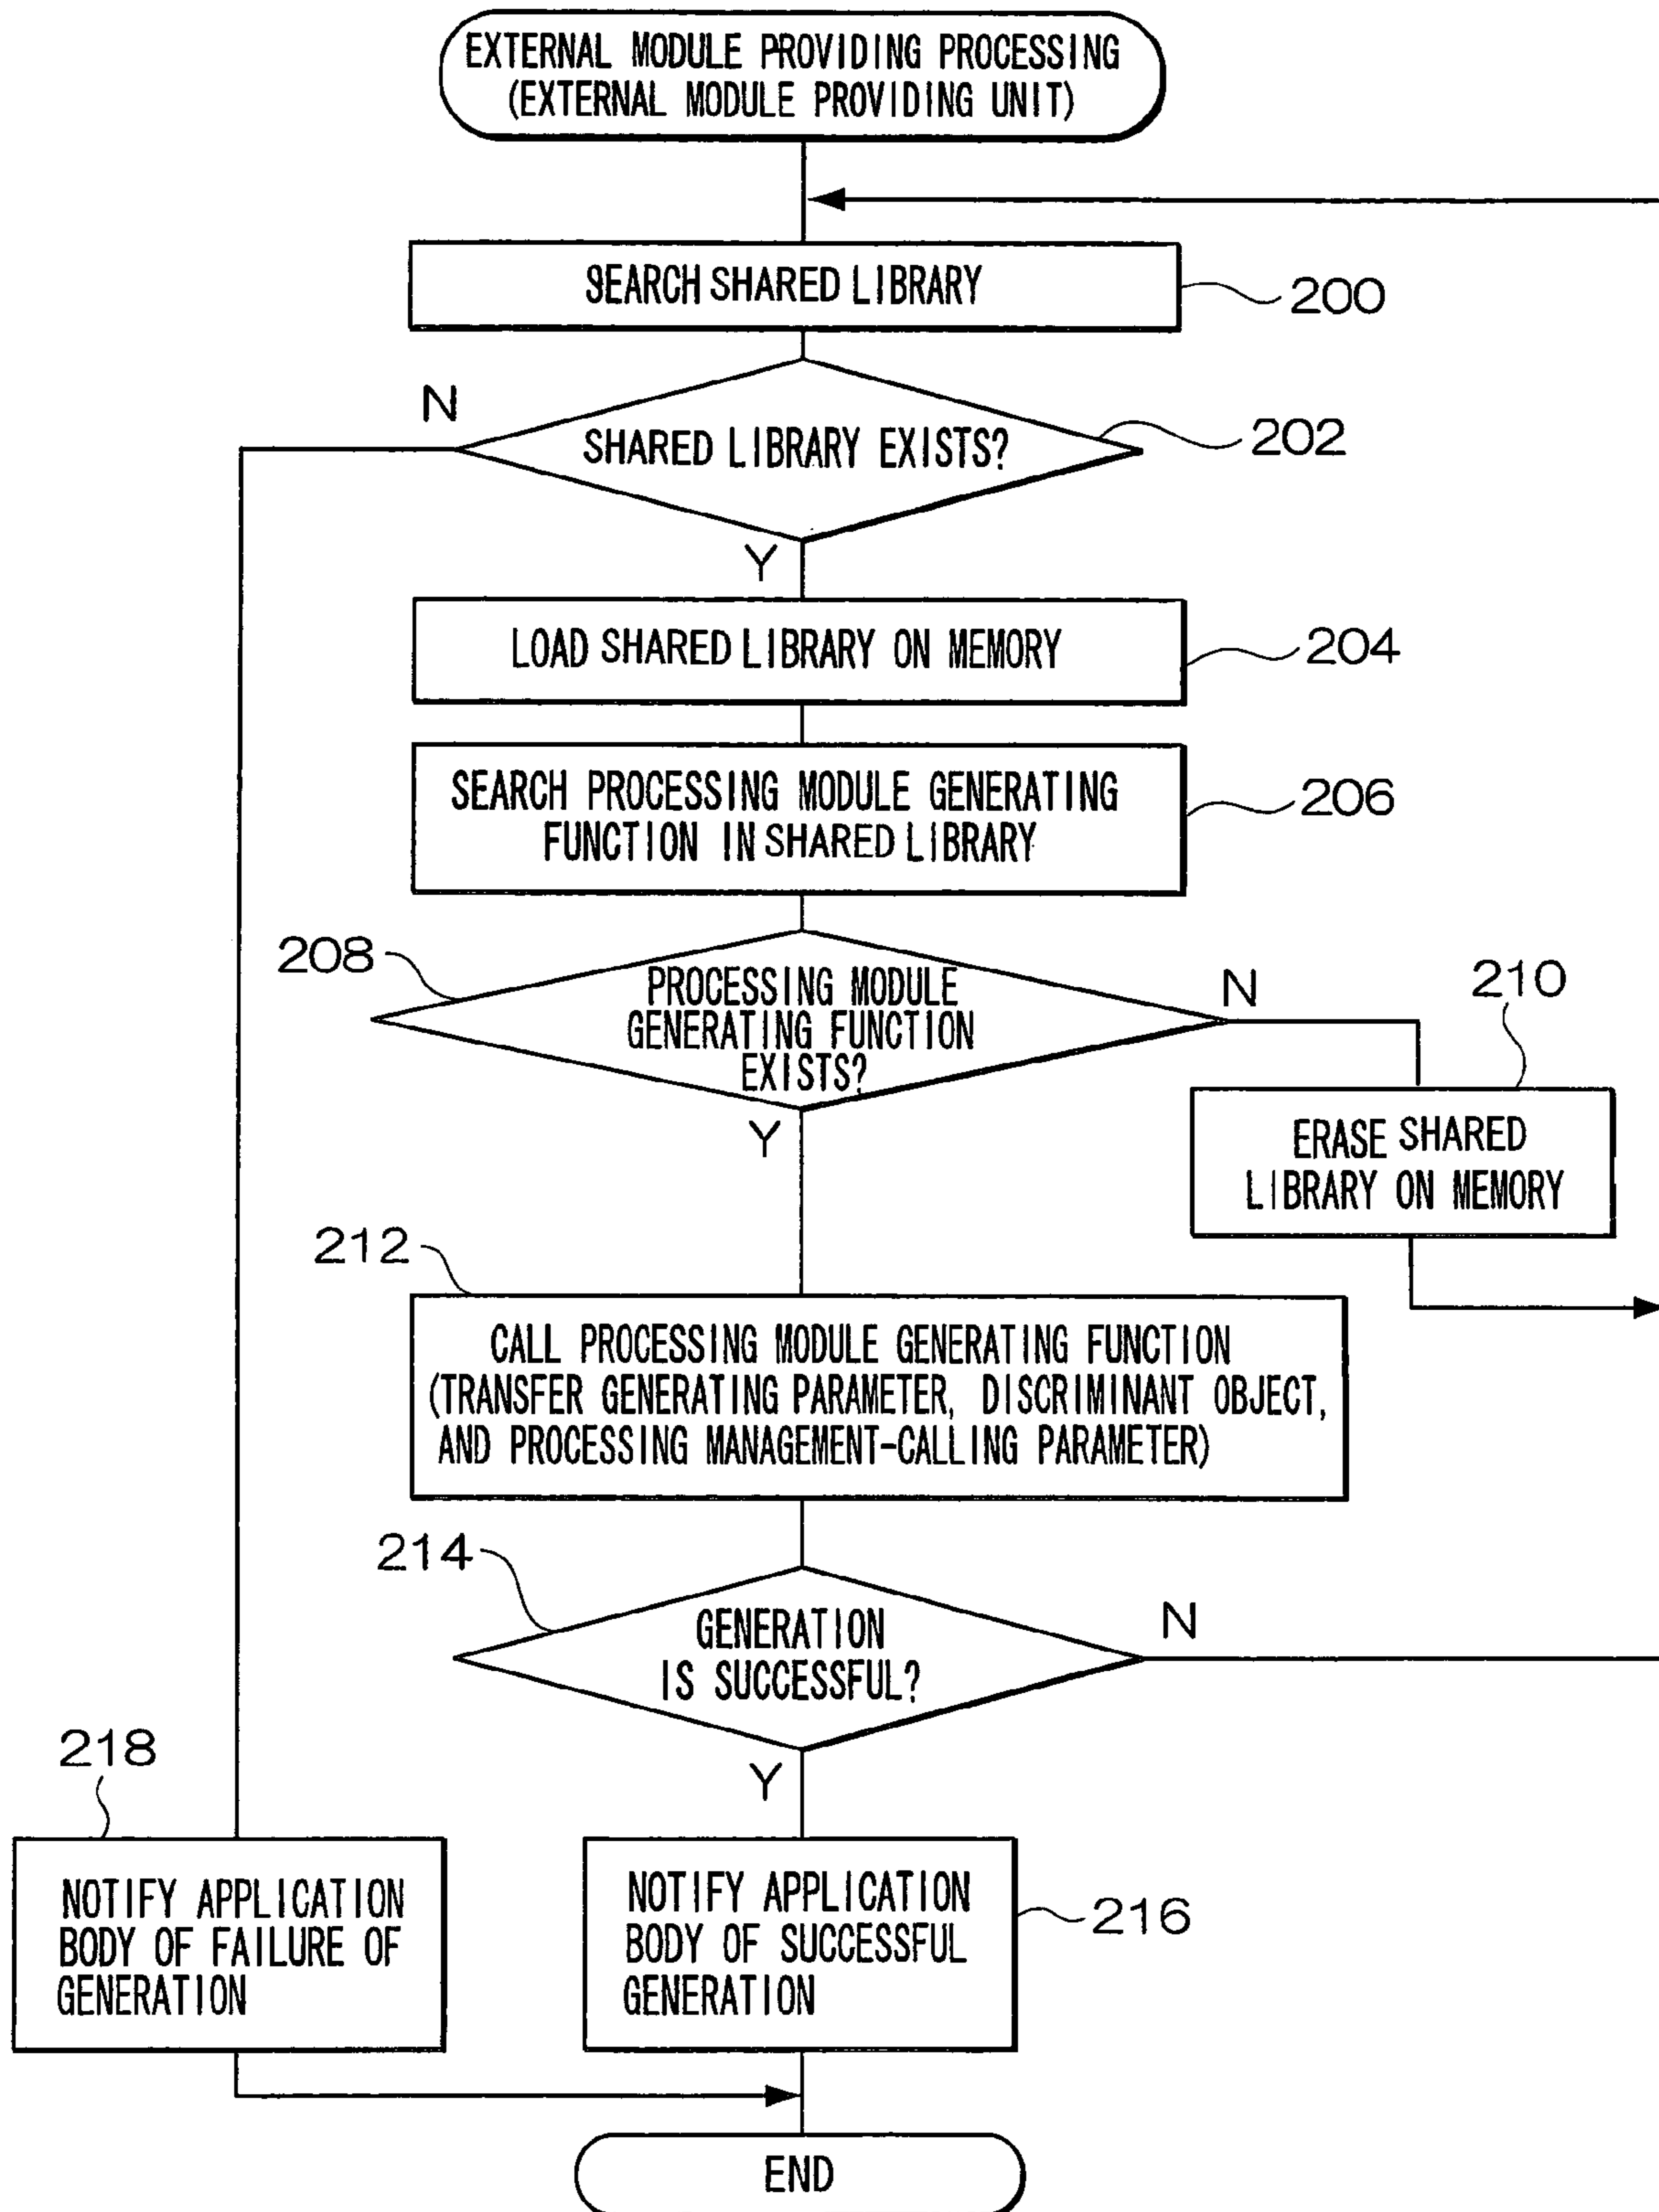 EXTERNAL MODULE PROVIDING PROCESSING
(EXTERNAL MODULE PROVIDING UNIT)
SEARCH SHARED LIBRARY
200
N
SHARED LIBRARY EXISTS?
202
Y
LOAD SHARED LIBRARY ON MEMORY
204
SEARCH PROCESSING MODULE GENERATING
FUNCTION IN SHARED LIBRARY
206
208
PROCESSING MODULE
GENERATING FUNCTION
EXISTS?
N
210
Y
ERASE SHARED
LIBRARY ON MEMORY
212
CALL PROCESSING MODULE GENERATING FUNCTION
(TRANSFER GENERATING PARAMETER, DISCRIMINANT OBJECT,
AND PROCESSING MANAGEMENT-CALLING PARAMETER)
214
GENERATION
IS SUCCESSFUL?
N
Y
218
NOTIFY APPLICATION
BODY OF FAILURE OF
GENERATION
NOTIFY APPLICATION
BODY OF SUCCESSFUL
GENERATION
216
END